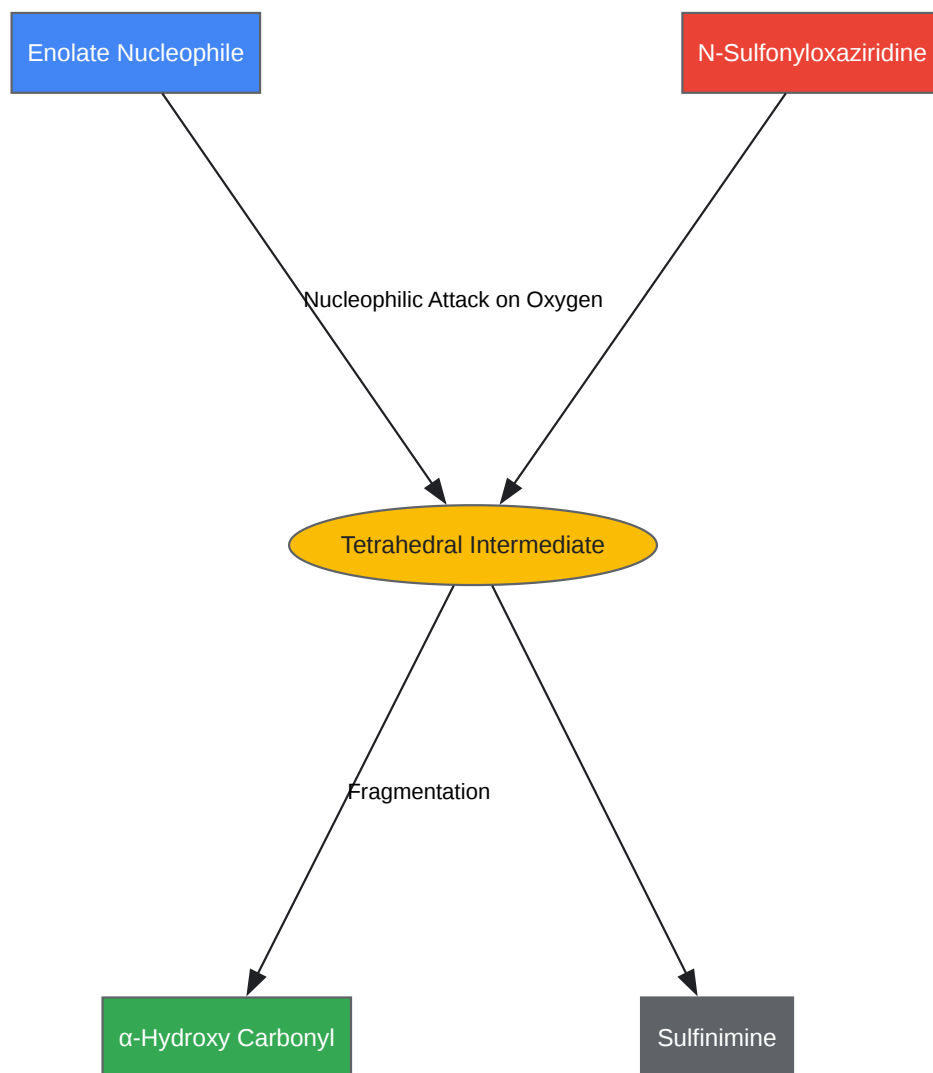 Enolate Nucleophile
N-Sulfonyloxaziridine
Nucleophilic Attack on Oxygen
Tetrahedral Intermediate
Fragmentation
α-Hydroxy Carbonyl
Sulfinimine